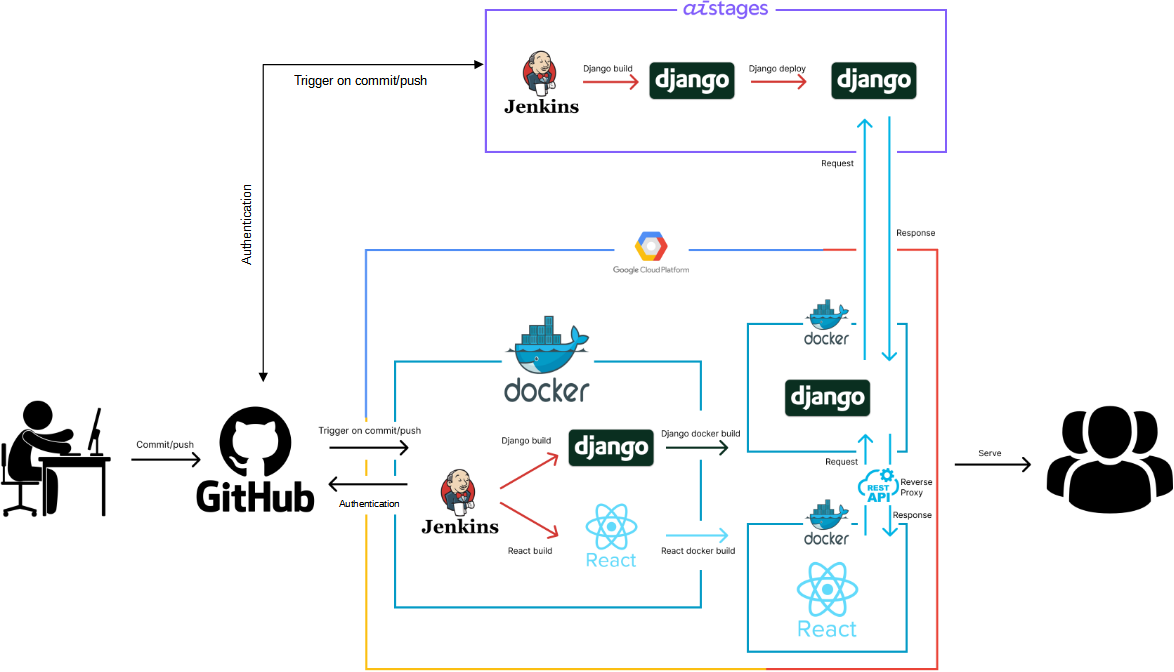 aistages
Trigger on commit/push
Jenkins
Django build
django
Django deploy
django
Request
Response
Authentication
Google Cloud Platform
docker
docker
django
Commit/push
GitHub
Trigger on commit/push
Authentication
Jenkins
Django build
django
Django docker build
React build
React
React docker build
Request
REST
API
Reverse
Proxy
Response
docker
React
Serve